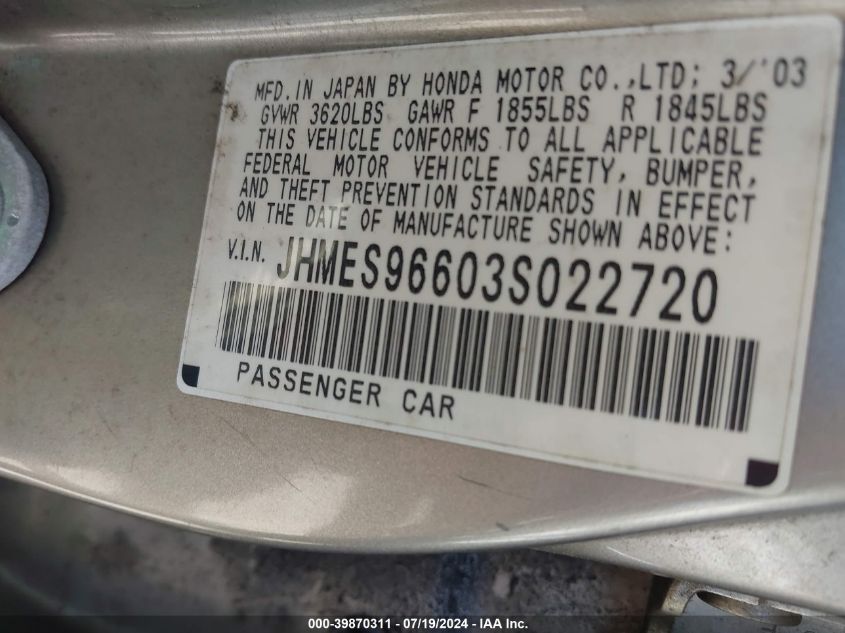 MFD. IN JAPAN BY HONDA MOTOR CO., LTD; 3/'03
GVWR 3620LBS GAWR F 1855LBS R 1845LBS
THIS VEHICLE CONFORMS TO ALL APPLICABLE
FEDERAL MOTOR VEHICLE SAFETY, BUMPER,
AND THEFT PREVENTION STANDARDS IN EFFECT
ON THE DATE OF MANUFACTURE SHOWN ABOVE:
V.I.N. JHMES96603S022720
PASSENGER CAR
000-39870311 - 07/19/2024 - IAA, Inc.